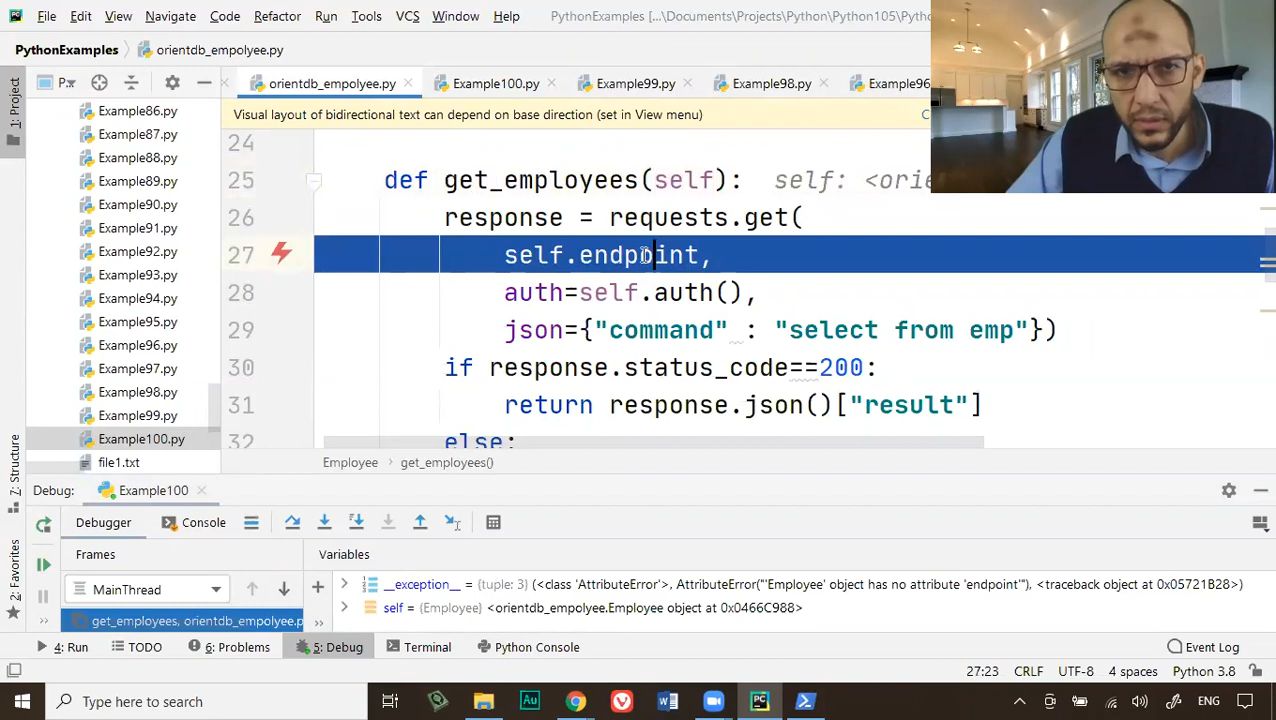 File Edit View Navigate Code Refactor Run Tools VCS Window Help PythonExamples [...\Documents\Projects\Python\Python105\Pytho
PythonExamples orientdb_empolyee.py
1: Project P... orientdb_empolyee.py Example100.py Example99.py Example98.py Example96
Visual layout of bidirectional text can depend on base direction (set in View menu) C
Example86.py
Example87.py
Example88.py
Example89.py
Example90.py
Example91.py
Example92.py
Example93.py
Example94.py
Example95.py
Example96.py
Example97.py
Example98.py
Example99.py
Example100.py
file1.txt
24
25 def get_employees(self): self: <orie
26 response = requests.get(
27 self.endpoint,
28 auth=self.auth(),
29 json={"command" : "select from emp"})
30 if response.status_code==200:
31 return response.json()["result"]
32 else:
Employee get_employees()
7: Structure
2: Favorites
Debug: Example100
Debugger Console
Frames Variables
MainThread
get_employees, orientdb_empolyee.p
__exception__ = {tuple: 3} (<class 'AttributeError'>, AttributeError("'Employee' object has no attribute 'endpoint'"), <traceback object at 0x05721B28>)
self = {Employee} <orientdb_empolyee.Employee object at 0x0466C988>
4: Run TODO 6: Problems 5: Debug Terminal Python Console Event Log
27:23 CRLF UTF-8 4 spaces Python 3.8
Type here to search ENG